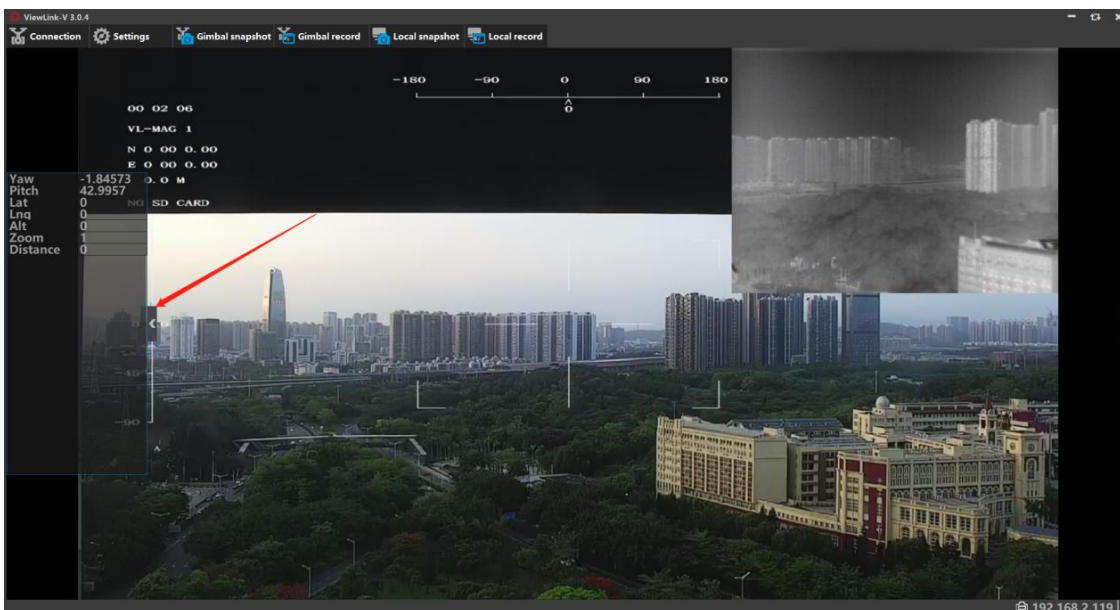 ViewLink-V 3.0.4
Connection Settings Gimbal snapshot Gimbal record Local snapshot Local record
-180 -90 0 90 180
0
00 02 06
VL-MAG 1
N 0 00 0.00
E 0 00 0.00
0.0 M
NO SD CARD
Yaw -1.84573
Pitch 42.9957
Lat 0
Lng 0
Alt 0
Zoom 1
Distance 0
0
-90
192.168.2.119